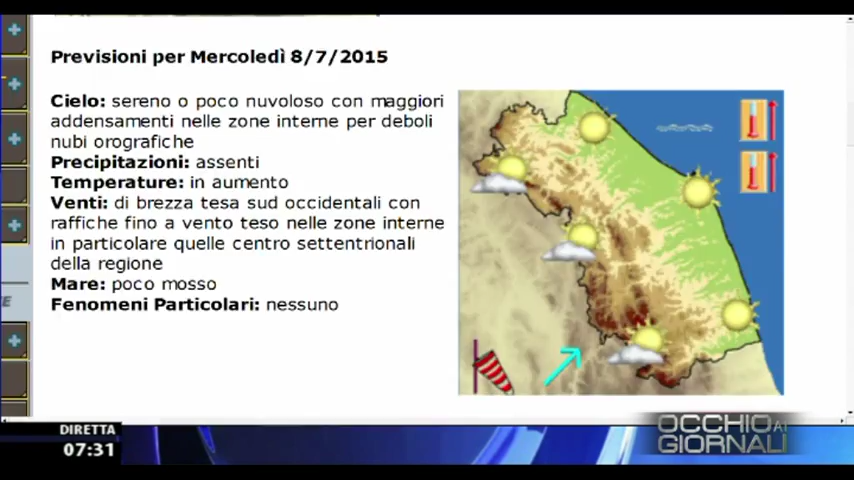 Previsioni per Mercoledì 8/7/2015
Cielo: sereno o poco nuvoloso con maggiori
addensamenti nelle zone interne per deboli
nubi orografiche
Precipitazioni: assenti
Temperature: in aumento
Venti: di brezza tesa sud occidentali con
raffiche fino a vento teso nelle zone interne
in particolare quelle centro settentrionali
della regione
Mare: poco mosso
Fenomeni Particolari: nessuno
E
DIRETTA
07:31
OCCHIO AI
GIORNALI